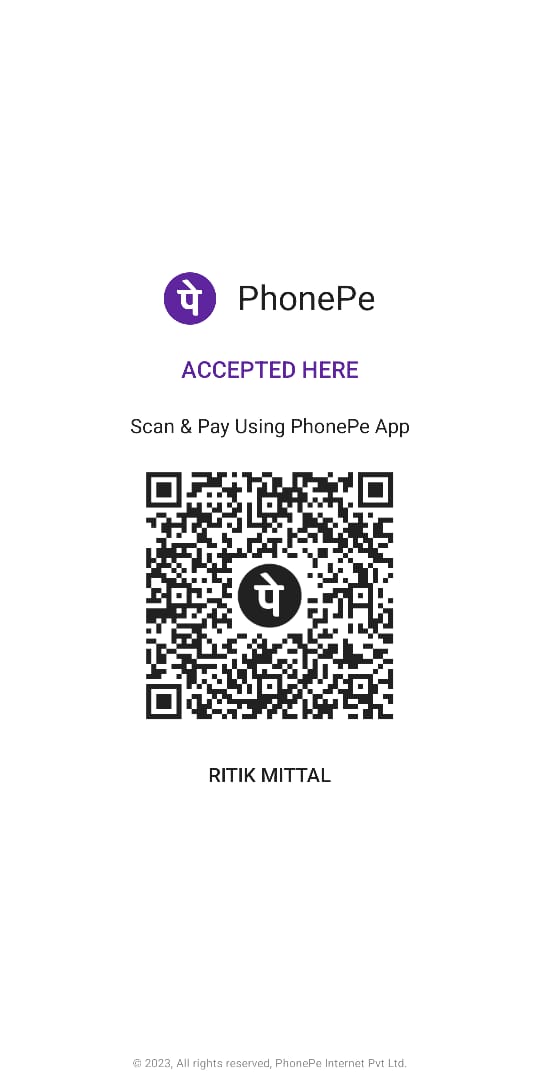 पे PhonePe
ACCEPTED HERE
Scan & Pay Using PhonePe App
पे
RITIK MITTAL
© 2023, All rights reserved, PhonePe Internet Pvt Ltd.